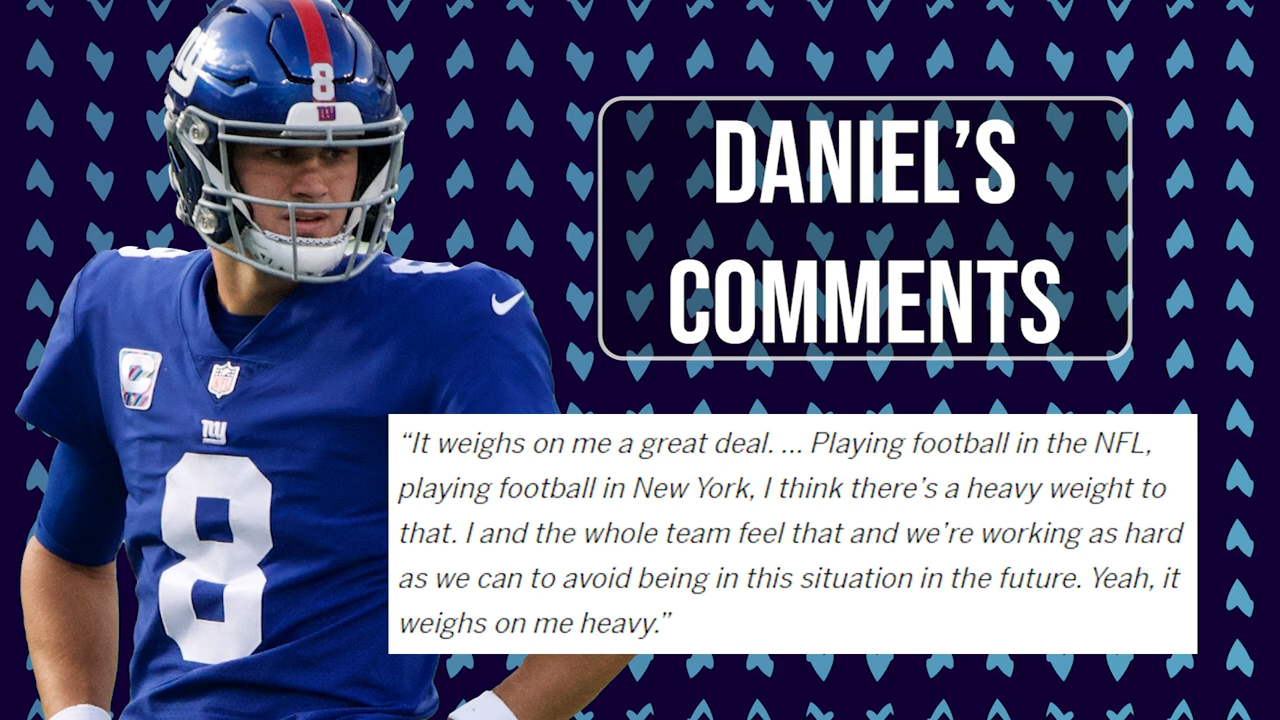 8
DANIEL’S
COMMENTS
ny
“It weighs on me a great deal. ... Playing football in the NFL,
playing football in New York, I think there’s a heavy weight to
that. I and the whole team feel that and we’re working as hard
as we can to avoid being in this situation in the future. Yeah, it
weighs on me heavy.”
8